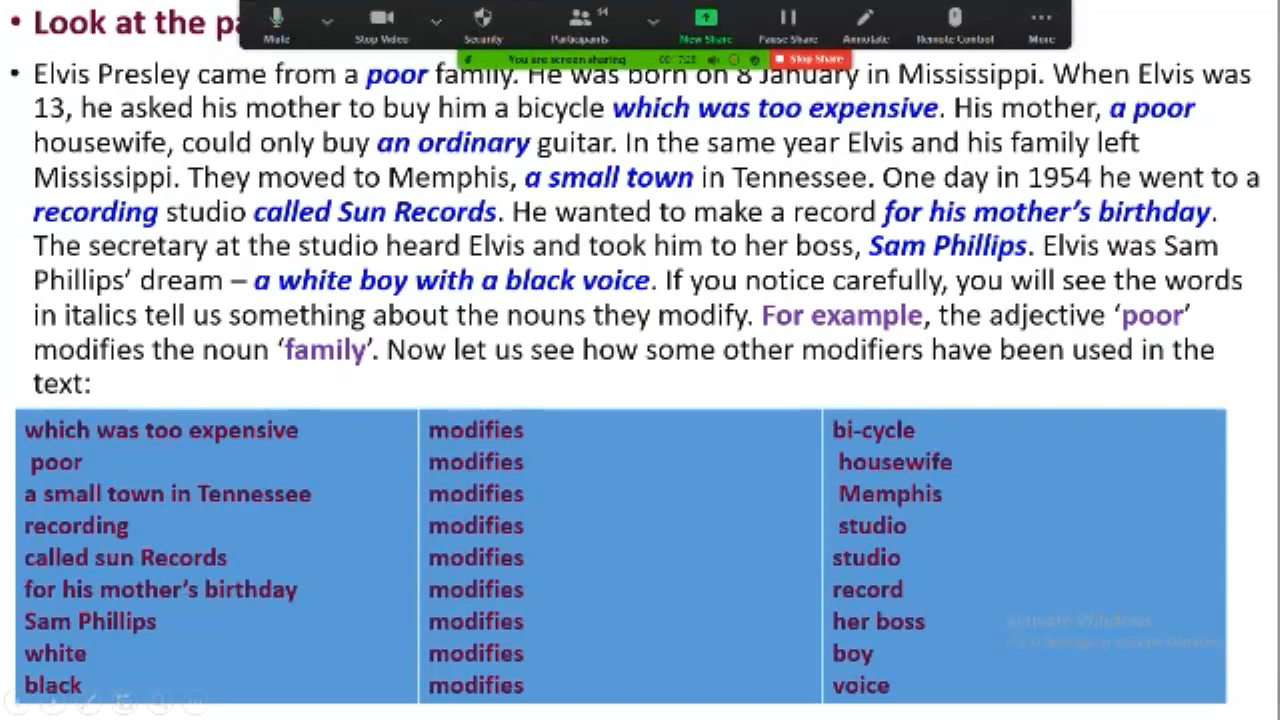 • Look at the pa
Mute Stop Video Security Participants 14 New Share Pause Share Annotate Remote Control More
You are screen sharing Stop Share
• Elvis Presley came from a poor family. He was born on 8 January in Mississippi. When Elvis was
13, he asked his mother to buy him a bicycle which was too expensive. His mother, a poor
housewife, could only buy an ordinary guitar. In the same year Elvis and his family left
Mississippi. They moved to Memphis, a small town in Tennessee. One day in 1954 he went to a
recording studio called Sun Records. He wanted to make a record for his mother’s birthday.
The secretary at the studio heard Elvis and took him to her boss, Sam Phillips. Elvis was Sam
Phillips’ dream – a white boy with a black voice. If you notice carefully, you will see the words
in italics tell us something about the nouns they modify. For example, the adjective ‘poor’
modifies the noun ‘family’. Now let us see how some other modifiers have been used in the
text:
which was too expensive modifies bi-cycle
poor modifies housewife
a small town in Tennessee modifies Memphis
recording modifies studio
called sun Records modifies studio
for his mother’s birthday modifies record
Sam Phillips modifies her boss
white modifies boy
black modifies voice
Activate Windows